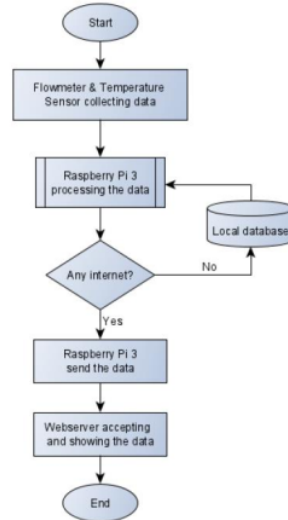 Start
Flowmeter & Temperature
Sensor collecting data
Raspberry Pi 3
processing the data
Local database
Any internet?
No
Yes
Raspberry Pi 3
send the data
Webserver accepting
and showing the data
End